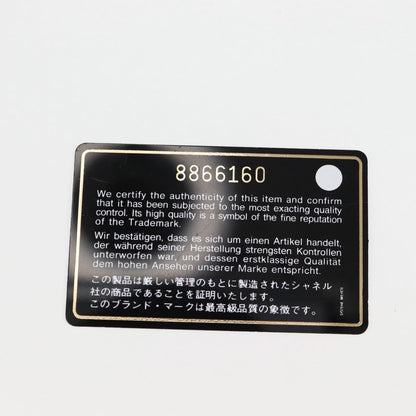 8866160
We certify the authenticity of this item and confirm
that it has been subjected to the most exacting quality
control. Its high quality is a symbol of the fine reputation
of the Trademark.
Wir bestätigen, dass es sich um einen Artikel handelt,
der während seiner Herstellung strengsten Kontrollen
unterworfen war, und dessen erstklassige Qualität
dem hohen Ansehen unserer Marke entspricht.
この製品は厳しい管理のもとに製造されたシャネル
社の商品であることを証明いたします。
このブランド・マークは最高級品質の象徴です。